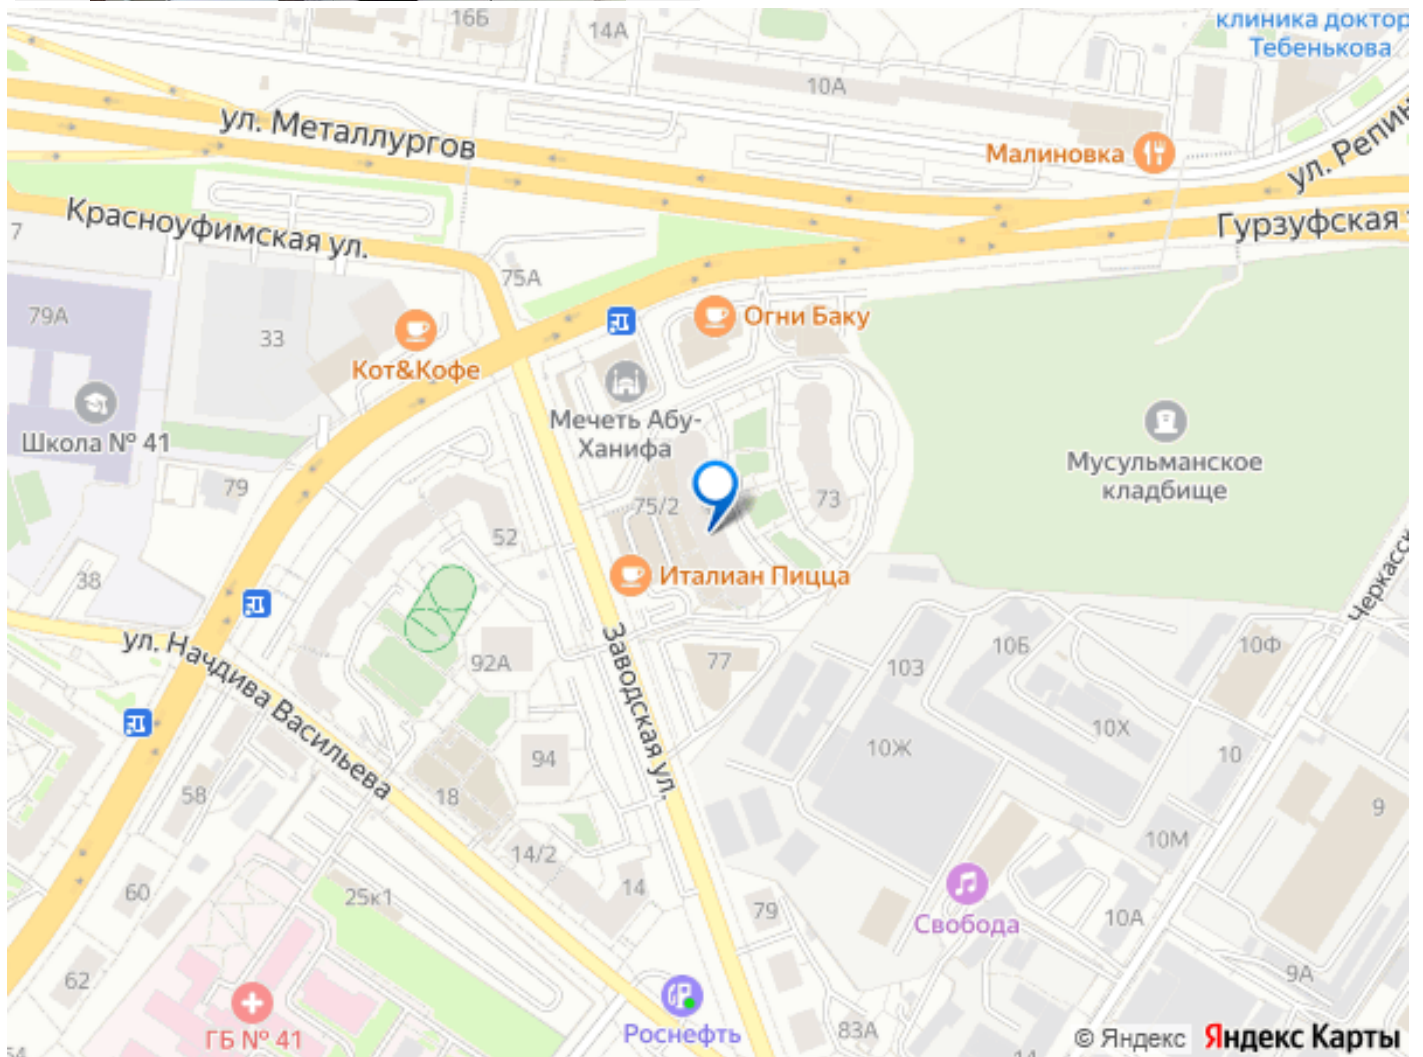 16Б
14А
клиника доктор
Тебенькова
10А
ул. Металлургов
Малиновка
ул. Репин
Красноуфимская ул.
Гурзуфская
7
75А
79А
33
Огни Баку
Кот&Кофе
Мечеть Абу-
Ханифа
Школа № 41
Мусульманское
кладбище
79
75/2
73
52
Италиан Пицца
38
Черкасск
ул. Начдива Васильева
92А
Заводская ул.
77
103
10Б
10Ф
10Х
10Ж
10
94
58
18
9
14/2
10М
60
25к1
14
79
Свобода
10А
62
9А
ГБ № 41
Роснефть
83А
© Яндекс Яндекс Карты